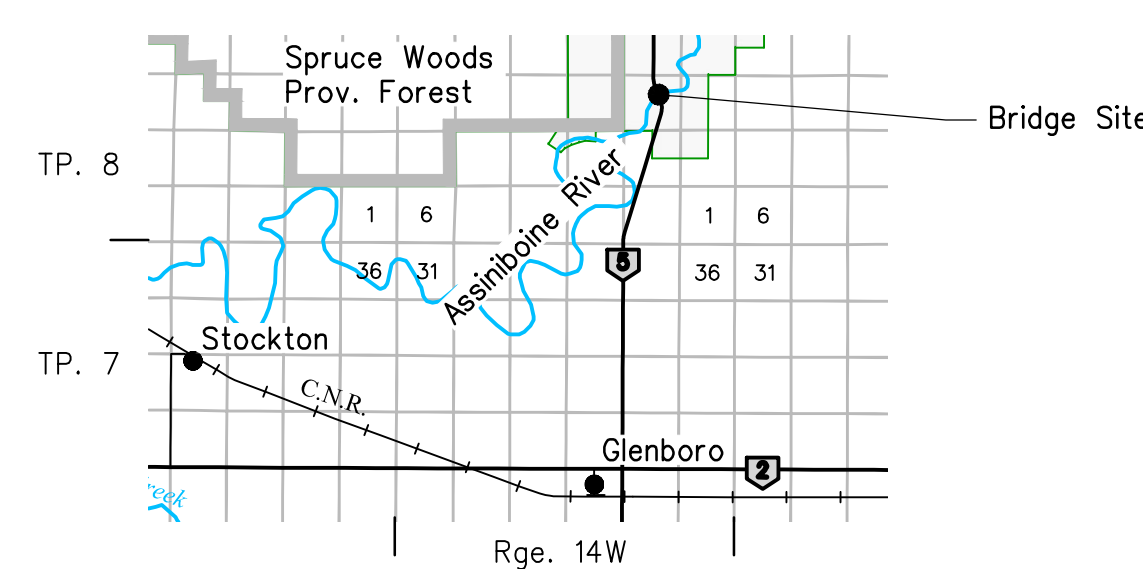 Spruce Woods
Prov. Forest
Bridge Site
TP. 8
Assiniboine River
1 6
1 6
5
36 31
36 31
Stockton
TP. 7
C.N.R.
Glenboro
2
reek
Rge. 14W